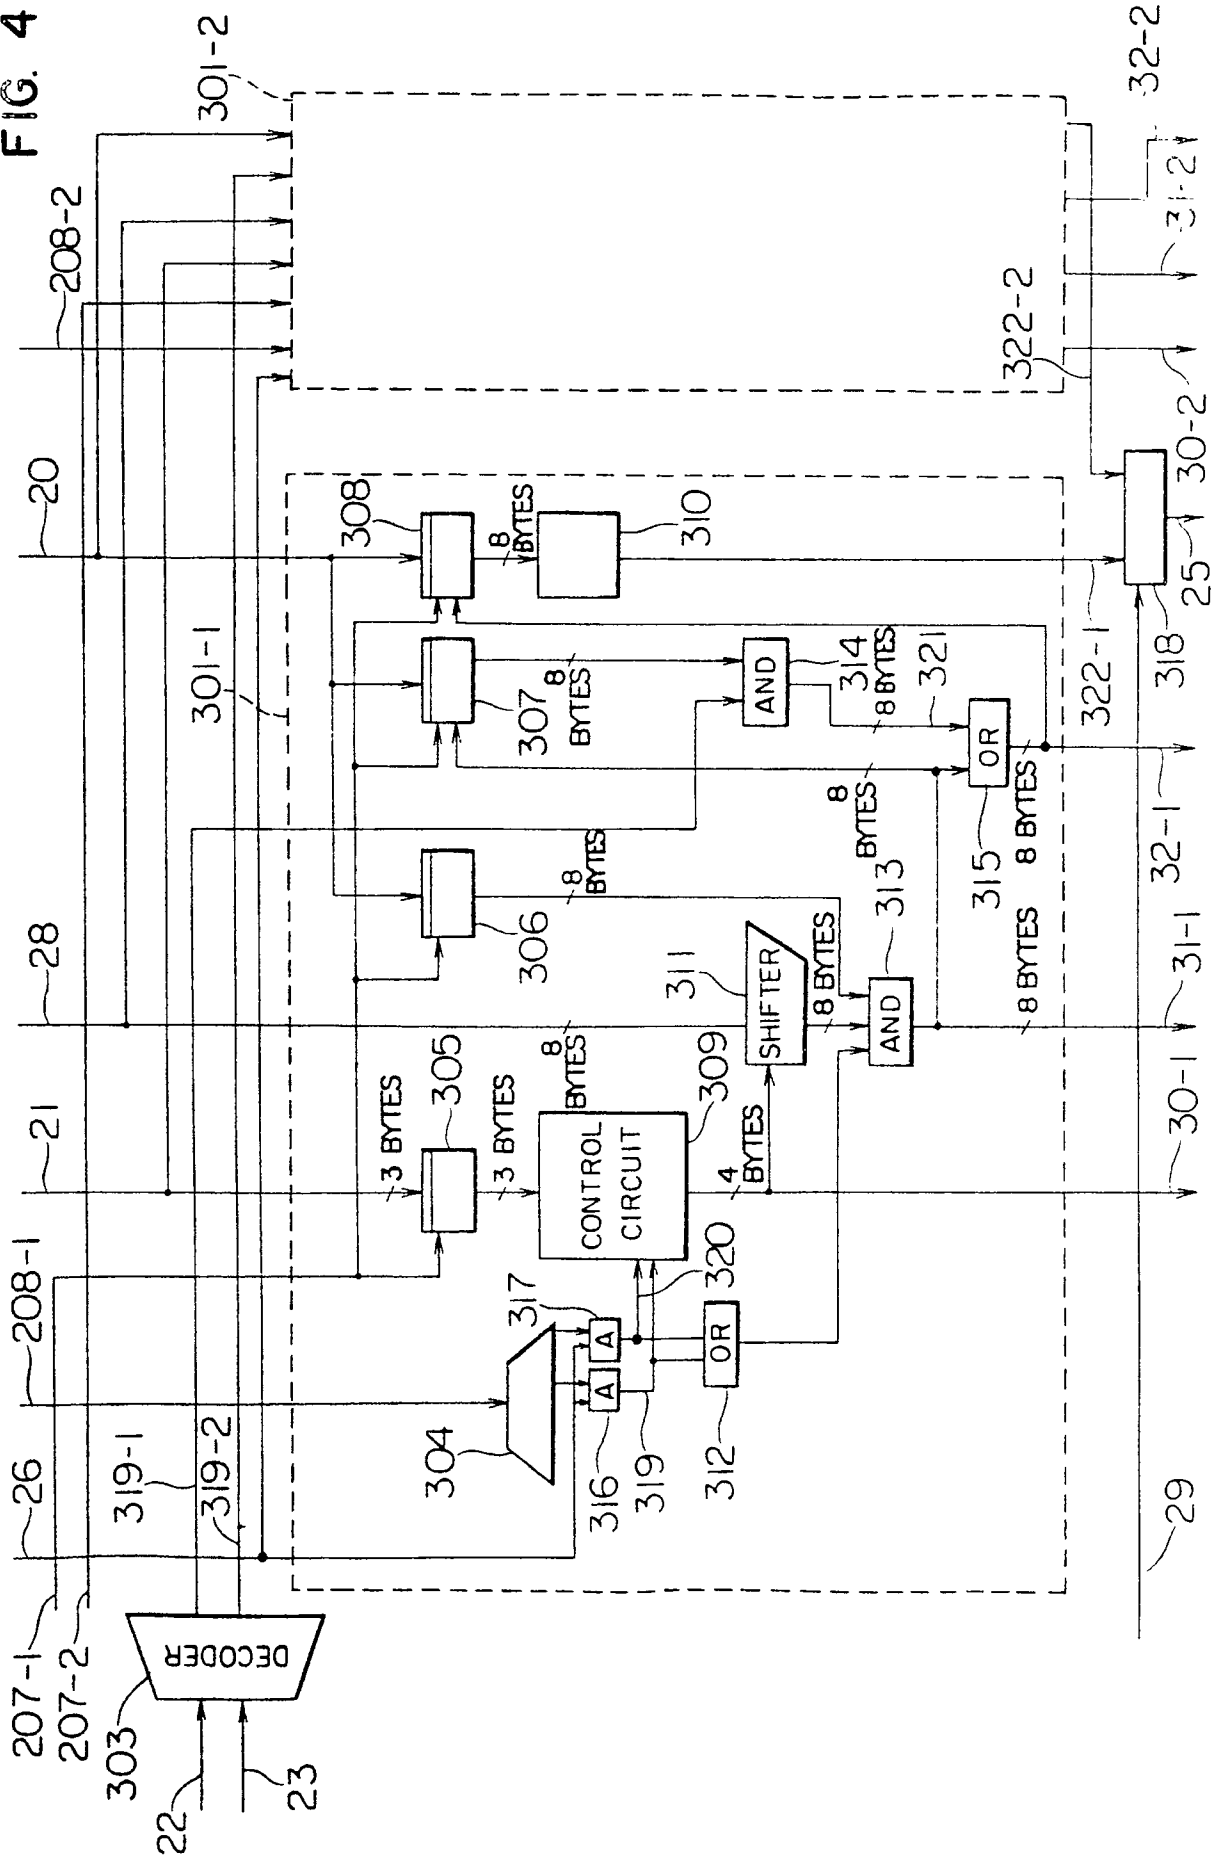 FIG. 4
301-2
208-2
20
28
21
208-1
26
207-1
207-2
303
DECODER
22
23
319-1
319-2
301-1
308
8
BYTES
310
307
8
BYTES
AND
314
8 BYTES
321
OR
315
8 BYTES
8
BYTES
306
8
BYTES
311
SHIFTER
8 BYTES
313
AND
8 BYTES
3 BYTES
305
3 BYTES
8
BYTES
CONTROL
CIRCUIT
309
4
BYTES
304
317
A
A
316
319
320
OR
312
322-2
322-1
318
25
30-2
31-2
32-2
32-1
31-1
30-1
29